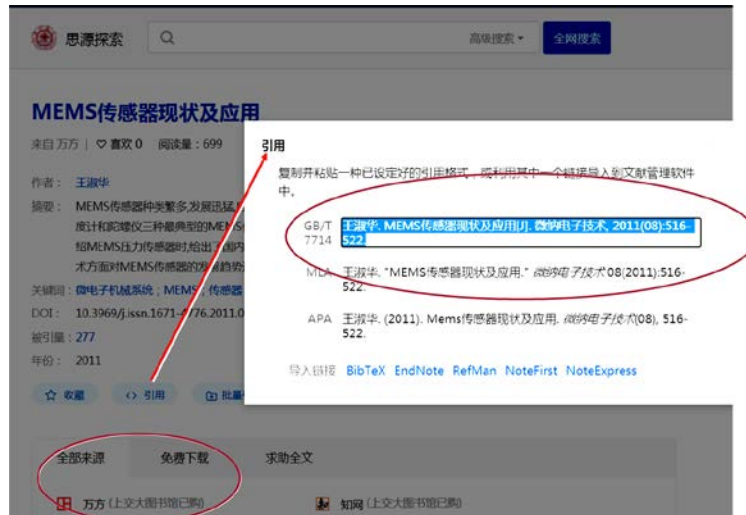 思源探索
高级搜索
全网搜索
MEMS传感器现状及应用
来自 万方 | 喜欢 0 阅读量：699
作者： 王淑华
摘要： MEMS传感器种类繁多,发展迅猛,
度计和陀螺仪三种最典型的MEMS
绍MEMS压力传感器时,给出了国内
术方面对MEMS传感器的发展趋势
关键词： 微电子机械系统；MEMS；传感器
DOI： 10.3969/j.issn.1671-4776.2011.0
被引量： 277
年份： 2011
收藏 <> 引用 批量
全部来源 免费下载 求助全文
万方 (上交大图书馆已购) 知网 (上交大图书馆已购)
引用
复制并粘贴一种已设定好的引用格式，或利用其中一个链接导入到文献管理软件
中。
GB/T 7714 王淑华. MEMS传感器现状及应用[J]. 微纳电子技术, 2011(08):516-
522.
MLA 王淑华. "MEMS传感器现状及应用." 微纳电子技术 08(2011):516-
522.
APA 王淑华. (2011). Mems传感器现状及应用. 微纳电子技术(08), 516-
522.
导入链接 BibTeX EndNote RefMan NoteFirst NoteExpress